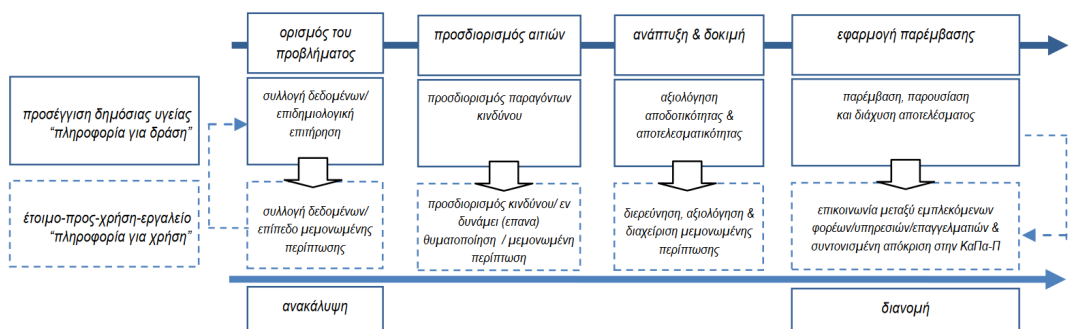 ορισμός του
προβλήματος
προσδιορισμός αιτιών
ανάπτυξη & δοκιμή
εφαρμογή παρέμβασης
προσέγγιση δημόσιας υγείας
“πληροφορία για δράση”
συλλογή δεδομένων/
επιδημιολογική
επιτήρηση
προσδιορισμός παραγόντων
κινδύνου
αξιολόγηση
αποδοτικότητας &
αποτελεσματικότητας
παρέμβαση, παρουσίαση
και διάχυση αποτελέσματος
έτοιμο-προς-χρήση-εργαλείο
“πληροφορία για χρήση”
συλλογή δεδομένων/
επίπεδο μεμονωμένης
περίπτωσης
προσδιορισμός κινδύνου/ εν
δυνάμει (επανα)
θυματοποίηση / μεμονωμένη
περίπτωση
διερεύνηση, αξιολόγηση &
διαχείριση μεμονωμένης
περίπτωσης
επικοινωνία μεταξύ εμπλεκόμενων
φορέων/υπηρεσιών/επαγγελματιών &
συντονισμένη απόκριση στην ΚαΠα-Π
ανακάλυψη
διανομή